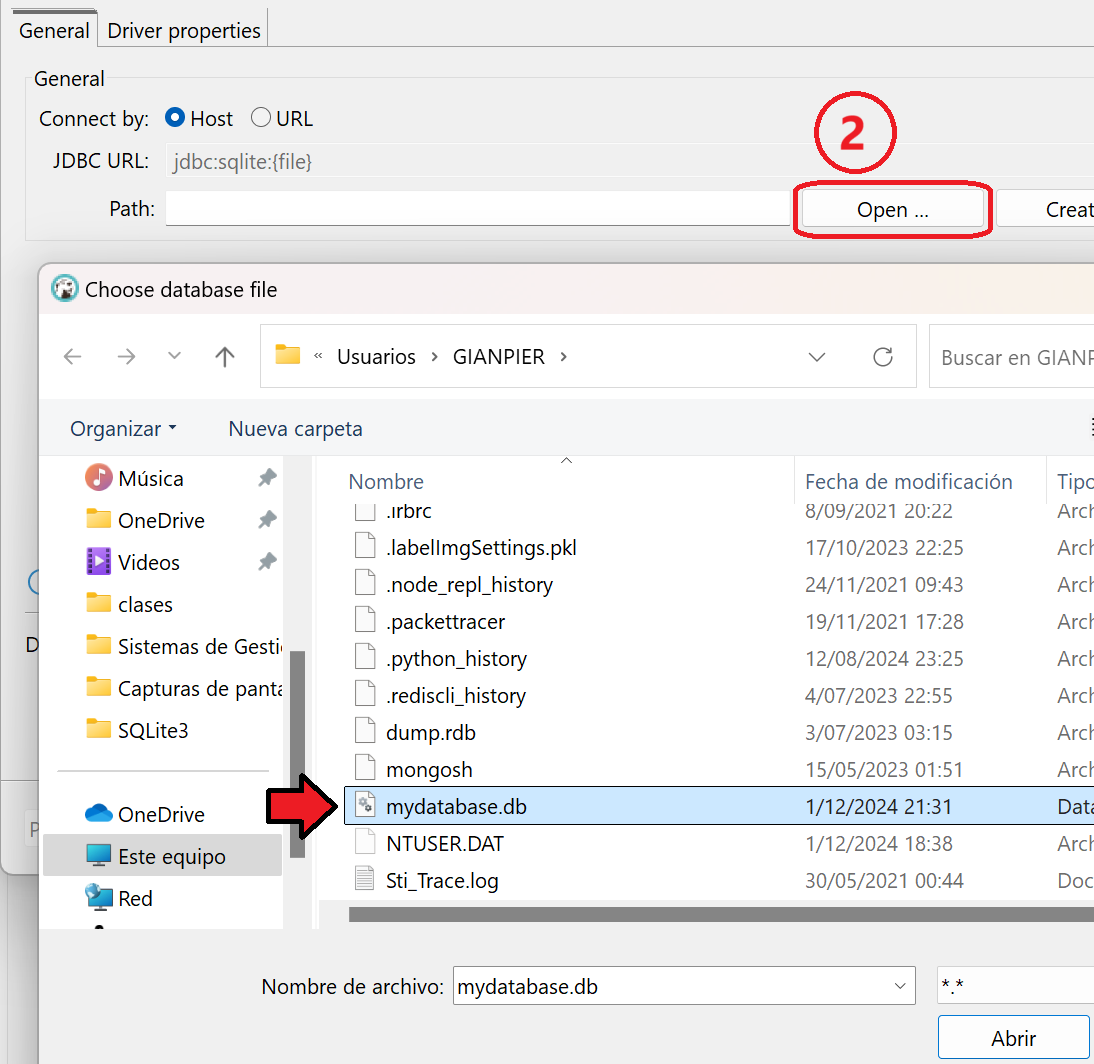 General Driver properties
General
Connect by: Host URL
2
JDBC URL: jdbc:sqlite:{file}
Path: Open ... Creat
Choose database file
« Usuarios › GIANPIER › Buscar en GIANP
Organizar Nueva carpeta
Nombre Fecha de modificación Tipo
Música
OneDrive
Videos
clases
Sistemas de Gesti
Capturas de panta
SQLite3
OneDrive
Este equipo
Red
.irbrc 8/09/2021 20:22 Arch
.labelImgSettings.pkl 17/10/2023 22:25 Arch
.node_repl_history 24/11/2021 09:43 Arch
.packettracer 19/11/2021 17:28 Arch
.python_history 12/08/2024 23:25 Arch
.rediscli_history 4/07/2023 22:55 Arch
dump.rdb 3/07/2023 03:15 Arch
mongosh 15/05/2023 01:51 Arch
mydatabase.db 1/12/2024 21:31 Data
NTUSER.DAT 1/12/2024 18:38 Arch
Sti_Trace.log 30/05/2021 00:44 Doc
Nombre de archivo: mydatabase.db *.*
Abrir